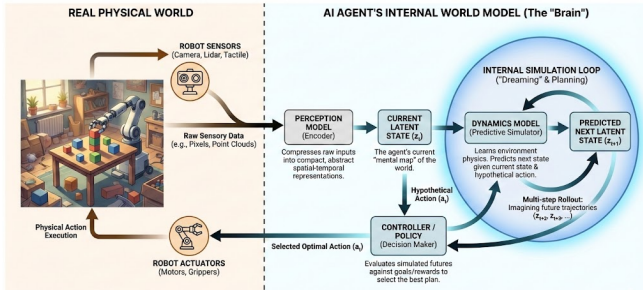 REAL PHYSICAL WORLD
ROBOT SENSORS
(Camera, Lidar, Tactile)
Raw Sensory Data
(e.g., Pixels, Point Clouds)
Physical Action
Execution
ROBOT ACTUATORS
(Motors, Grippers)
AI AGENT'S INTERNAL WORLD MODEL (The "Brain")
PERCEPTION
MODEL
(Encoder)
Compresses raw inputs
into compact, abstract
spatial-temporal
representations.
CURRENT
LATENT
STATE (zₜ)
The agent's current
"mental map" of the
world.
Hypothetical
Action (aₜ)
INTERNAL SIMULATION LOOP
("Dreaming" & Planning)
DYNAMICS MODEL
(Predictive Simulator)
Learns environment
physics. Predicts next state
given current state &
hypothetical action.
PREDICTED
NEXT LATENT
STATE (zₜ₊₁)
Multi-step Rollout:
Imagining future trajectories
Selected Optimal Action (aₜ)
CONTROLLER /
POLICY
(Decision Maker)
Evaluates simulated futures
against goals/rewards to
select the best plan.